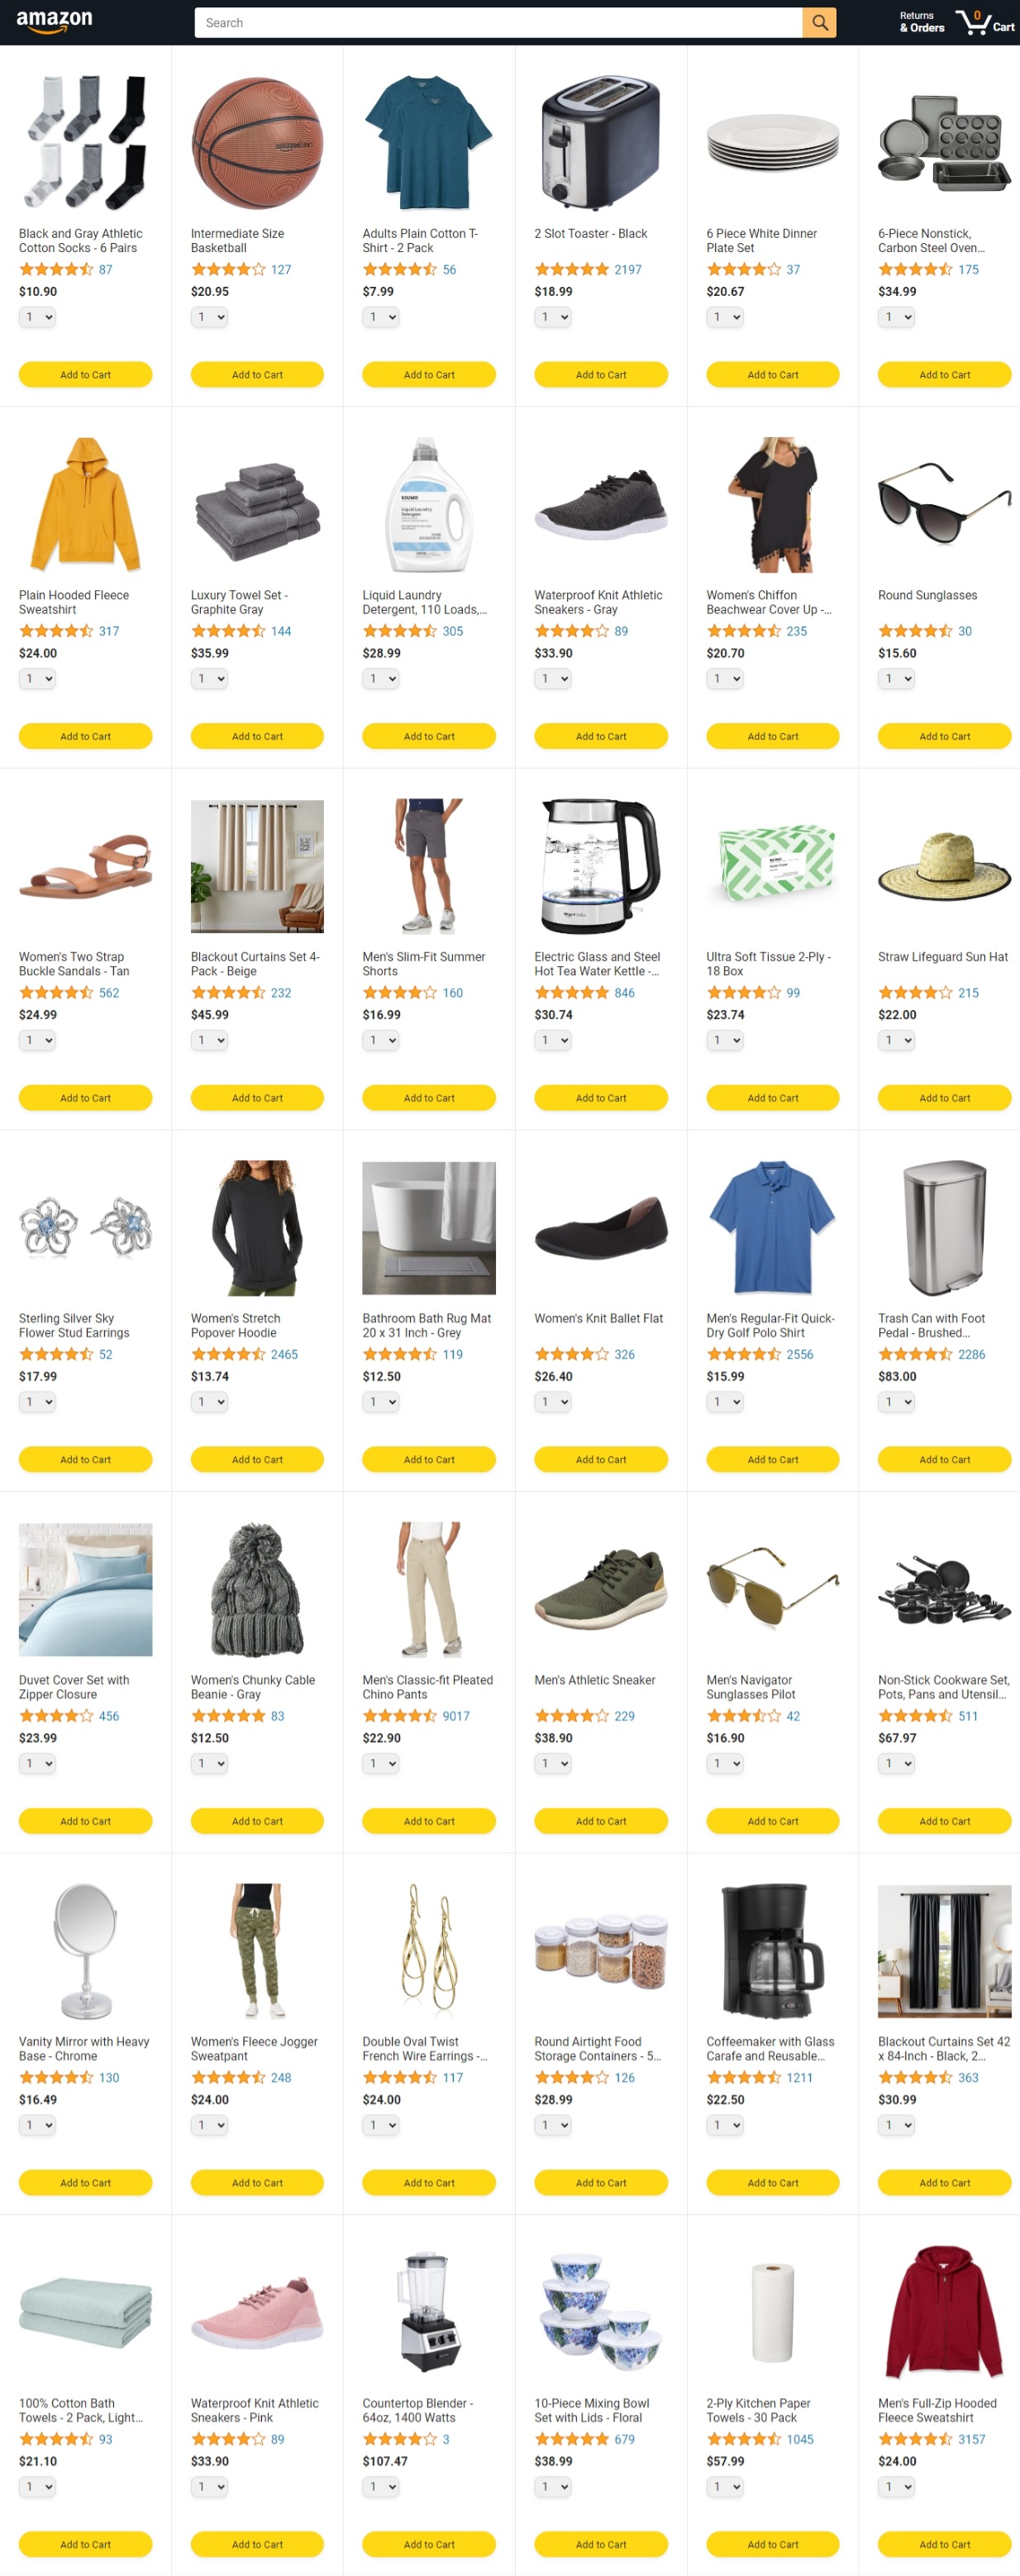 amazon
Search
Returns
& Orders
0
Cart
Black and Gray Athletic
Cotton Socks - 6 Pairs
87
$10.90
1
Add to Cart
Intermediate Size
Basketball
127
$20.95
1
Add to Cart
Adults Plain Cotton T-
Shirt - 2 Pack
56
$7.99
1
Add to Cart
2 Slot Toaster - Black
2197
$18.99
1
Add to Cart
6 Piece White Dinner
Plate Set
37
$20.67
1
Add to Cart
6-Piece Nonstick,
Carbon Steel Oven...
175
$34.99
1
Add to Cart
Plain Hooded Fleece
Sweatshirt
317
$24.00
1
Add to Cart
Luxury Towel Set -
Graphite Gray
144
$35.99
1
Add to Cart
SOLIMO
Liquid Laundry
Detergent
Liquid Laundry
Detergent, 110 Loads,...
305
$28.99
1
Add to Cart
Waterproof Knit Athletic
Sneakers - Gray
89
$33.90
1
Add to Cart
Women's Chiffon
Beachwear Cover Up -...
235
$20.70
1
Add to Cart
Round Sunglasses
30
$15.60
1
Add to Cart
Women's Two Strap
Buckle Sandals - Tan
562
$24.99
1
Add to Cart
Blackout Curtains Set 4-
Pack - Beige
232
$45.99
1
Add to Cart
Men's Slim-Fit Summer
Shorts
160
$16.99
1
Add to Cart
Electric Glass and Steel
Hot Tea Water Kettle -...
846
$30.74
1
Add to Cart
Ultra Soft Tissue 2-Ply -
18 Box
99
$23.74
1
Add to Cart
Straw Lifeguard Sun Hat
215
$22.00
1
Add to Cart
Sterling Silver Sky
Flower Stud Earrings
52
$17.99
1
Add to Cart
Women's Stretch
Popover Hoodie
2465
$13.74
1
Add to Cart
Bathroom Bath Rug Mat
20 x 31 Inch - Grey
119
$12.50
1
Add to Cart
Women's Knit Ballet Flat
326
$26.40
1
Add to Cart
Men's Regular-Fit Quick-
Dry Golf Polo Shirt
2556
$15.99
1
Add to Cart
Trash Can with Foot
Pedal - Brushed...
2286
$83.00
1
Add to Cart
Duvet Cover Set with
Zipper Closure
456
$23.99
1
Add to Cart
Women's Chunky Cable
Beanie - Gray
83
$12.50
1
Add to Cart
Men's Classic-fit Pleated
Chino Pants
9017
$22.90
1
Add to Cart
Men's Athletic Sneaker
229
$38.90
1
Add to Cart
Men's Navigator
Sunglasses Pilot
42
$16.90
1
Add to Cart
Non-Stick Cookware Set,
Pots, Pans and Utensil...
511
$67.97
1
Add to Cart
Vanity Mirror with Heavy
Base - Chrome
130
$16.49
1
Add to Cart
Women's Fleece Jogger
Sweatpant
248
$24.00
1
Add to Cart
Double Oval Twist
French Wire Earrings -...
117
$24.00
1
Add to Cart
Round Airtight Food
Storage Containers - 5...
126
$28.99
1
Add to Cart
Coffeemaker with Glass
Carafe and Reusable...
1211
$22.50
1
Add to Cart
Blackout Curtains Set 42
x 84-Inch - Black, 2...
363
$30.99
1
Add to Cart
100% Cotton Bath
Towels - 2 Pack, Light...
93
$21.10
1
Add to Cart
Waterproof Knit Athletic
Sneakers - Pink
89
$33.90
1
Add to Cart
Countertop Blender -
64oz, 1400 Watts
3
$107.47
1
Add to Cart
10-Piece Mixing Bowl
Set with Lids - Floral
679
$38.99
1
Add to Cart
2-Ply Kitchen Paper
Towels - 30 Pack
1045
$57.99
1
Add to Cart
Men's Full-Zip Hooded
Fleece Sweatshirt
3157
$24.00
1
Add to Cart